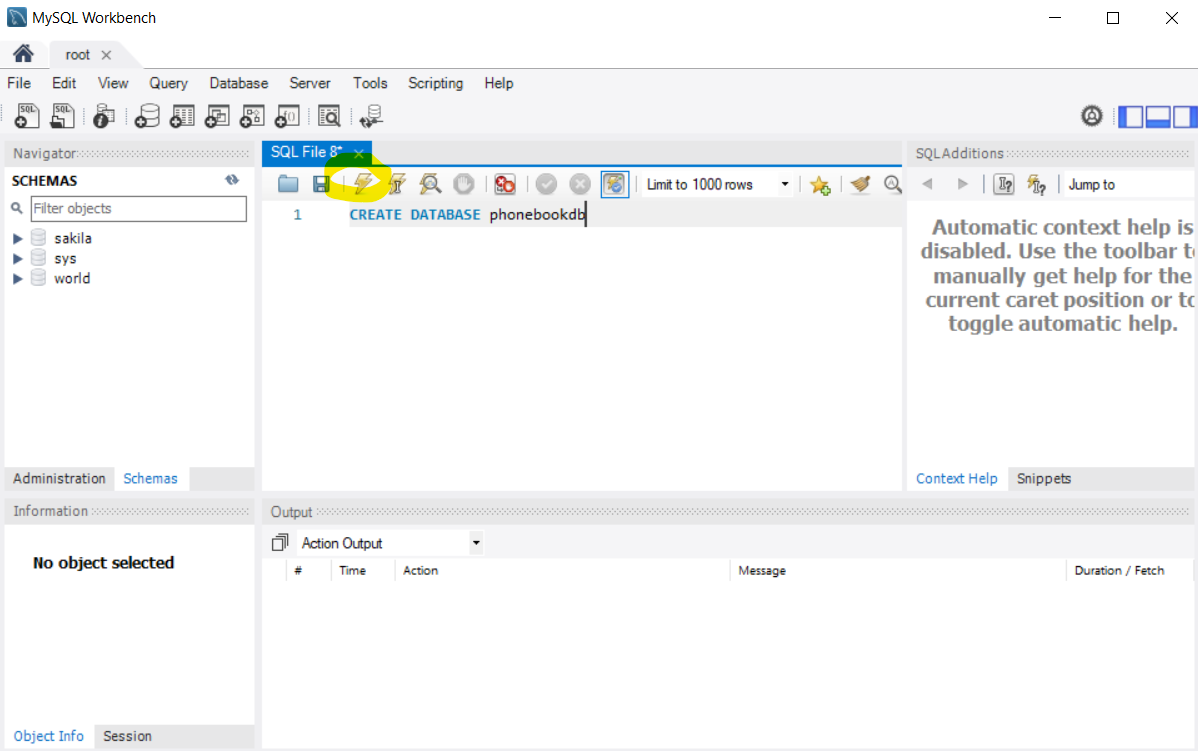 MySQL Workbench
root
File Edit View Query Database Server Tools Scripting Help
Navigator
SCHEMAS
Filter objects
sakila
sys
world
Administration Schemas
Information
No object selected
Object Info Session
SQL File 8*
Limit to 1000 rows
1 CREATE DATABASE phonebookdb
SQLAdditions
Jump to
Automatic context help is
disabled. Use the toolbar t
manually get help for the
current caret position or to
toggle automatic help.
Context Help Snippets
Output
Action Output
# Time Action Message Duration / Fetch